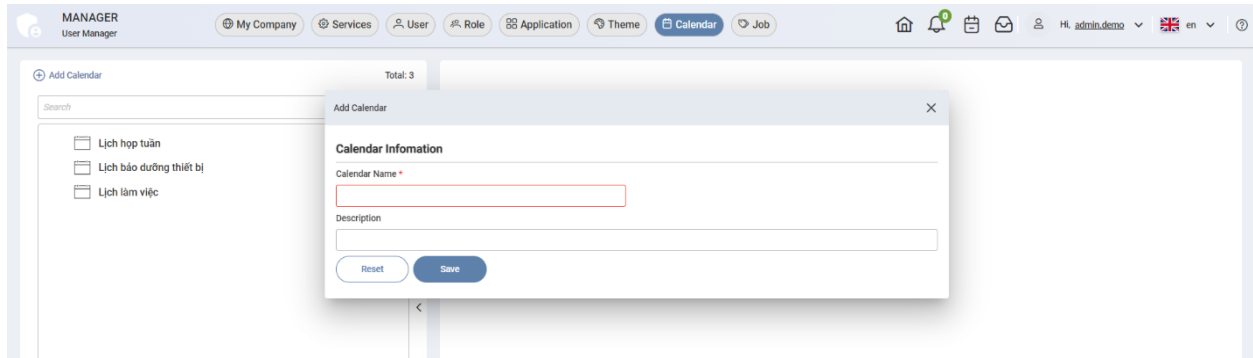 MANAGER
User Manager
My Company Services User Role Application Theme Calendar Job
0
Hi, admin.demo
en
Add Calendar Total: 3
Search
Lịch họp tuần
Lịch bảo dưỡng thiết bị
Lịch làm việc
Add Calendar
Calendar Infomation
Calendar Name *
Description
Reset Save